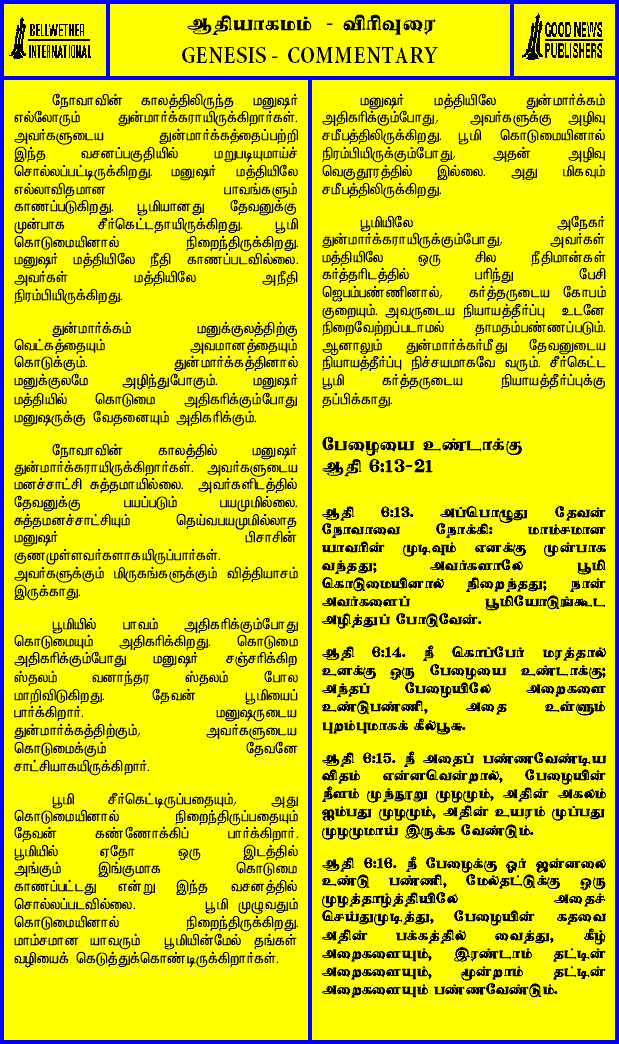 BELLWETHER
INTERNATIONAL
ஆதியாகமம் - விரிவுரை
GENESIS - COMMENTARY
GOOD NEWS
PUBLISHERS
நோவாவின் காலத்திலிருந்த மனுஷர்
எல்லோரும் துன்மார்க்கராயிருக்கிறார்கள்.
அவர்களுடைய துன்மார்க்கத்தைப்பற்றி
இந்த வசனப்பகுதியில் மறுபடியுமாய்ச்
சொல்லப்பட்டிருக்கிறது. மனுஷர் மத்தியிலே
எல்லாவிதமான பாவங்களும்
காணப்படுகிறது. பூமியானது தேவனுக்கு
முன்பாக சீர்கெட்டதாயிருக்கிறது. பூமி
கொடுமையினால் நிறைந்திருக்கிறது.
மனுஷர் மத்தியிலே நீதி காணப்படவில்லை.
அவர்கள் மத்தியிலே அநீதி
நிரம்பியிருக்கிறது.
துன்மார்க்கம் மனுக்குலத்திற்கு
வெட்கத்தையும் அவமானத்தையும்
கொடுக்கும். துன்மார்க்கத்தினால்
மனுக்குலமே அழிந்துபோகும். மனுஷர்
மத்தியில் கொடுமை அதிகரிக்கும்போது
மனுஷருக்கு வேதனையும் அதிகரிக்கும்.
நோவாவின் காலத்தில் மனுஷர்
துன்மார்க்கராயிருக்கிறார்கள். அவர்களுடைய
மனச்சாட்சி சுத்தமாயில்லை. அவர்களிடத்தில்
தேவனுக்கு பயப்படும் பயமுமில்லை.
சுத்தமனச்சாட்சியும் தெய்வபயமுமில்லாத
மனுஷர் பிசாசின்
குணமுள்ளவர்களாகயிருப்பார்கள்.
அவர்களுக்கும் மிருகங்களுக்கும் வித்தியாசம்
இருக்காது.
பூமியில் பாவம் அதிகரிக்கும்போது
கொடுமையும் அதிகரிக்கிறது. கொடுமை
அதிகரிக்கும்போது மனுஷர் சஞ்சரிக்கிற
ஸ்தலம் வனாந்தர ஸ்தலம் போல
மாறிவிடுகிறது. தேவன் பூமியைப்
பார்க்கிறார். மனுஷருடைய
துன்மார்க்கத்திற்கும், அவர்களுடைய
கொடுமைக்கும் தேவனே
சாட்சியாகயிருக்கிறார்.
பூமி சீர்கெட்டிருப்பதையும், அது
கொடுமையினால் நிறைந்திருப்பதையும்
தேவன் கண்ணோக்கிப் பார்க்கிறார்.
பூமியில் ஏதோ ஒரு இடத்தில்
அங்கும் இங்குமாக கொடுமை
காணப்பட்டது என்று இந்த வசனத்தில்
சொல்லப்படவில்லை. பூமி முழுவதும்
கொடுமையினால் நிறைந்திருக்கிறது.
மாம்சமான யாவரும் பூமியின்மேல் தங்கள்
வழியைக் கெடுத்துக்கொண்டிருக்கிறார்கள்.
மனுஷர் மத்தியிலே துன்மார்க்கம்
அதிகரிக்கும்போது, அவர்களுக்கு அழிவு
சமீபத்திலிருக்கிறது. பூமி கொடுமையினால்
நிரம்பியிருக்கும்போது, அதன் அழிவு
வெகுதூரத்தில் இல்லை. அது மிகவும்
சமீபத்திலிருக்கிறது.
பூமியிலே அநேகர்
துன்மார்க்கராயிருக்கும்போது, அவர்கள்
மத்தியிலே ஒரு சில நீதிமான்கள்
கர்த்தரிடத்தில் பரிந்து பேசி
ஜெபம்பண்ணினால், கர்த்தருடைய கோபம்
குறையும். அவருடைய நியாயத்தீர்ப்பு உடனே
நிறைவேற்றப்படாமல் தாமதம்பண்ணப்படும்.
ஆனாலும் துன்மார்க்கர்மீது தேவனுடைய
நியாயத்தீர்ப்பு நிச்சயமாகவே வரும். சீர்கெட்ட
பூமி கர்த்தருடைய நியாயத்தீர்ப்புக்கு
தப்பிக்காது.
பேழையை உண்டாக்கு
ஆதி 6:13-21
ஆதி 6:13. அப்பொழுது தேவன்
நோவாவை நோக்கி: மாம்சமான
யாவரின் முடிவும் எனக்கு முன்பாக
வந்தது; அவர்களாலே பூமி
கொடுமையினால் நிறைந்தது; நான்
அவர்களைப் பூமியோடுங்கூட
அழித்துப் போடுவேன்.
ஆதி 6:14. நீ கொப்பேர் மரத்தால்
உனக்கு ஒரு பேழையை உண்டாக்கு;
அந்தப் பேழையிலே அறைகளை
உண்டுபண்ணி, அதை உள்ளும்
புறம்புமாகக் கீல்பூசு.
ஆதி 6:15. நீ அதைப் பண்ணவேண்டிய
விதம் என்னவென்றால், பேழையின்
நீளம் முந்நூறு முழமும், அதின் அகலம்
ஐம்பது முழமும், அதின் உயரம் முப்பது
முழமுமாய் இருக்க வேண்டும்.
ஆதி 6:16. நீ பேழைக்கு ஓர் ஜன்னலை
உண்டு பண்ணி, மேல்தட்டுக்கு ஒரு
முழத்தாழ்த்தியிலே அதைச்
செய்துமுடித்து, பேழையின் கதவை
அதின் பக்கத்தில் வைத்து, கீழ்
அறைகளையும், இரண்டாம் தட்டின்
அறைகளையும், மூன்றாம் தட்டின்
அறைகளையும் பண்ணவேண்டும்.